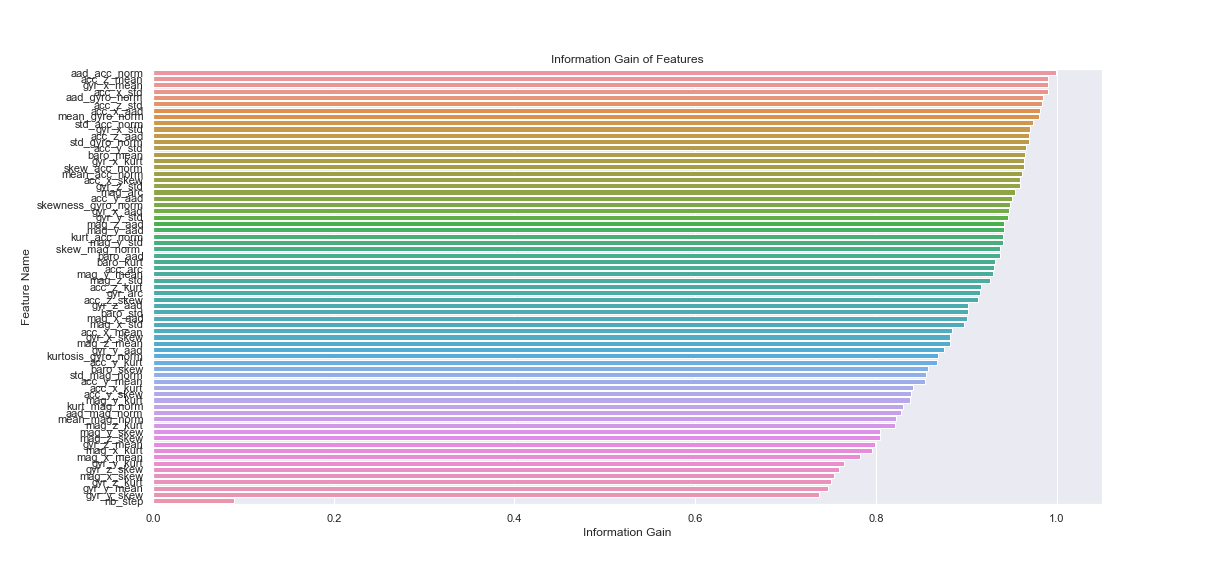 Information Gain of Features
Feature Name
aad_acc_norm
acc_z_mean
gyr_x_mean
acc_x_std
aad_gyro_norm
acc_z_std
acc_x_aad
mean_gyro_norm
std_acc_norm
gyr_x_std
acc_z_aad
std_gyro_norm
acc_y_std
baro_mean
gyr_x_kurt
skew_acc_norm
mean_acc_norm
acc_x_skew
gyr_z_std
mag_arc
acc_y_aad
skewness_gyro_norm
gyr_x_aad
gyr_y_std
mag_z_aad
mag_y_aad
kurt_acc_norm
mag_y_std
skew_mag_norm
baro_aad
baro_kurt
acc_arc
mag_y_mean
mag_z_std
acc_z_kurt
gyr_arc
acc_z_skew
gyr_z_aad
baro_std
mag_x_aad
mag_x_std
acc_x_mean
gyr_x_skew
mag_z_mean
gyr_y_aad
kurtosis_gyro_norm
acc_y_kurt
baro_skew
std_mag_norm
acc_y_mean
acc_x_kurt
acc_y_skew
mag_y_kurt
kurt_mag_norm
aad_mag_norm
mean_mag_norm
mag_z_kurt
mag_y_skew
mag_z_skew
gyr_z_mean
mag_x_kurt
mag_x_mean
gyr_y_kurt
gyr_z_skew
mag_x_skew
gyr_z_kurt
gyr_y_mean
gyr_y_skew
nb_step
0.0 0.2 0.4 0.6 0.8 1.0
Information Gain